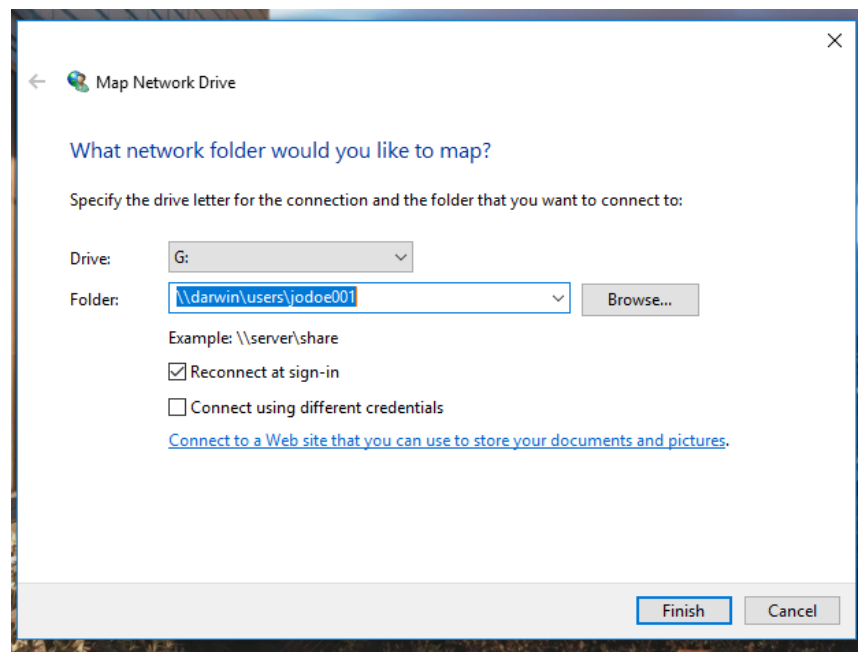 Map Network Drive
What network folder would you like to map?
Specify the drive letter for the connection and the folder that you want to connect to:
Drive: G:
Folder: \\darwin\users\jodoe001 Browse...
Example: \\server\share
Reconnect at sign-in
Connect using different credentials
Connect to a Web site that you can use to store your documents and pictures.
Finish Cancel